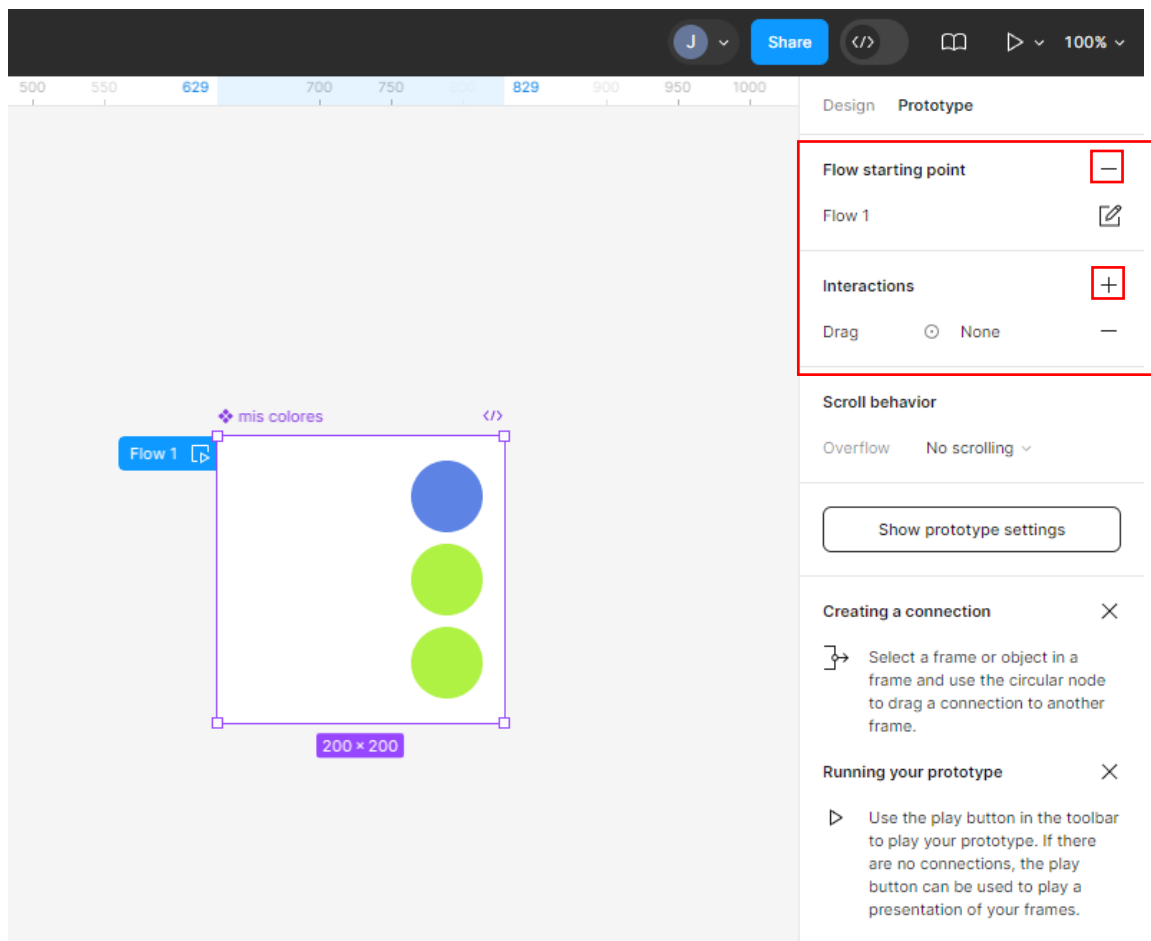 J
Share
</>
100%
500 550 629 700 750 800 829 900 950 1000
Design Prototype
Flow starting point
Flow 1
Interactions
Drag None
Scroll behavior
Overflow No scrolling
Show prototype settings
Creating a connection
Select a frame or object in a
frame and use the circular node
to drag a connection to another
frame.
Running your prototype
Use the play button in the toolbar
to play your prototype. If there
are no connections, the play
button can be used to play a
presentation of your frames.
mis colores </>
Flow 1
200 × 200